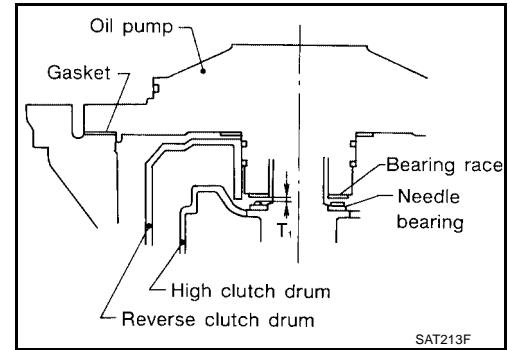 Oil pump
Gasket
Bearing race
Needle
bearing
T₁
High clutch drum
Reverse clutch drum
SAT213F